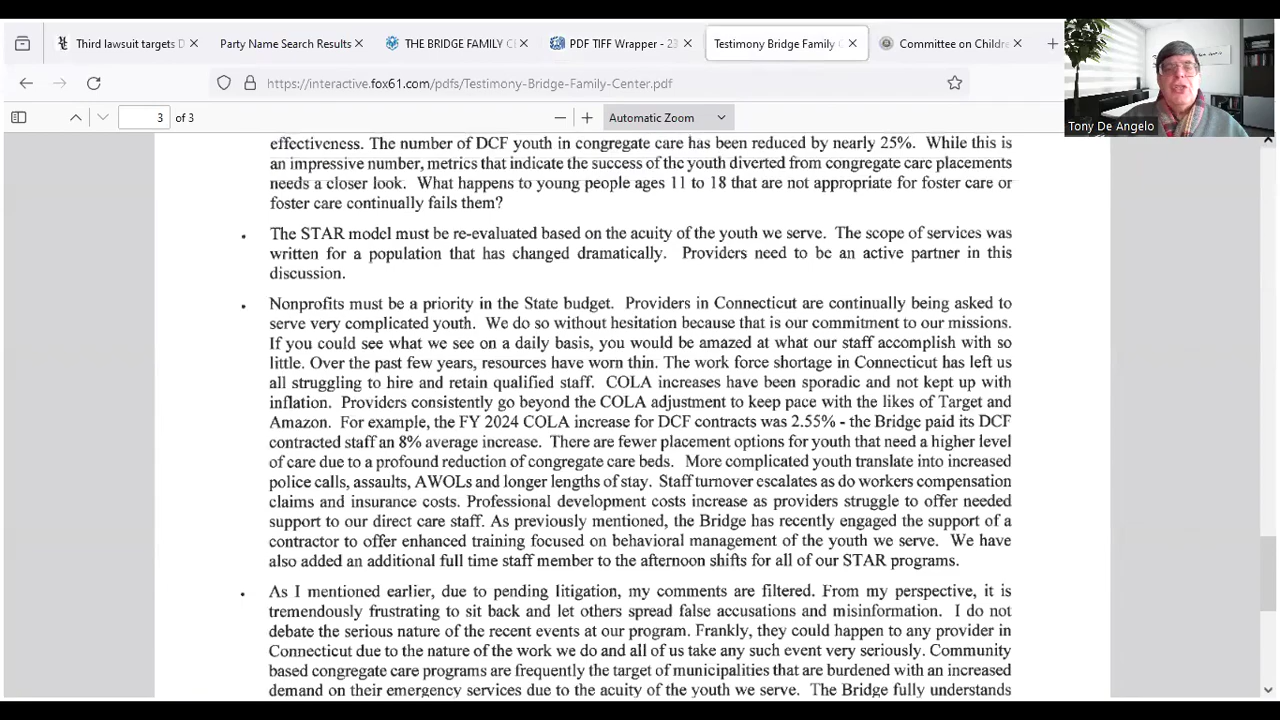 Third lawsuit targets D
Party Name Search Results
THE BRIDGE FAMILY C
PDF TIFF Wrapper - 23
Testimony Bridge Family C
Committee on Childre
https://interactive.fox61.com/pdfs/Testimony-Bridge-Family-Center.pdf
3 of 3
Automatic Zoom
Tony De Angelo
effectiveness. The number of DCF youth in congregate care has been reduced by nearly 25%. While this is
an impressive number, metrics that indicate the success of the youth diverted from congregate care placements
needs a closer look. What happens to young people ages 11 to 18 that are not appropriate for foster care or
foster care continually fails them?
• The STAR model must be re-evaluated based on the acuity of the youth we serve. The scope of services was
written for a population that has changed dramatically. Providers need to be an active partner in this
discussion.
• Nonprofits must be a priority in the State budget. Providers in Connecticut are continually being asked to
serve very complicated youth. We do so without hesitation because that is our commitment to our missions.
If you could see what we see on a daily basis, you would be amazed at what our staff accomplish with so
little. Over the past few years, resources have worn thin. The work force shortage in Connecticut has left us
all struggling to hire and retain qualified staff. COLA increases have been sporadic and not kept up with
inflation. Providers consistently go beyond the COLA adjustment to keep pace with the likes of Target and
Amazon. For example, the FY 2024 COLA increase for DCF contracts was 2.55% - the Bridge paid its DCF
contracted staff an 8% average increase. There are fewer placement options for youth that need a higher level
of care due to a profound reduction of congregate care beds. More complicated youth translate into increased
police calls, assaults, AWOLs and longer lengths of stay. Staff turnover escalates as do workers compensation
claims and insurance costs. Professional development costs increase as providers struggle to offer needed
support to our direct care staff. As previously mentioned, the Bridge has recently engaged the support of a
contractor to offer enhanced training focused on behavioral management of the youth we serve. We have
also added an additional full time staff member to the afternoon shifts for all of our STAR programs.
• As I mentioned earlier, due to pending litigation, my comments are filtered. From my perspective, it is
tremendously frustrating to sit back and let others spread false accusations and misinformation. I do not
debate the serious nature of the recent events at our program. Frankly, they could happen to any provider in
Connecticut due to the nature of the work we do and all of us take any such event very seriously. Community
based congregate care programs are frequently the target of municipalities that are burdened with an increased
demand on their emergency services due to the acuity of the youth we serve. The Bridge fully understands